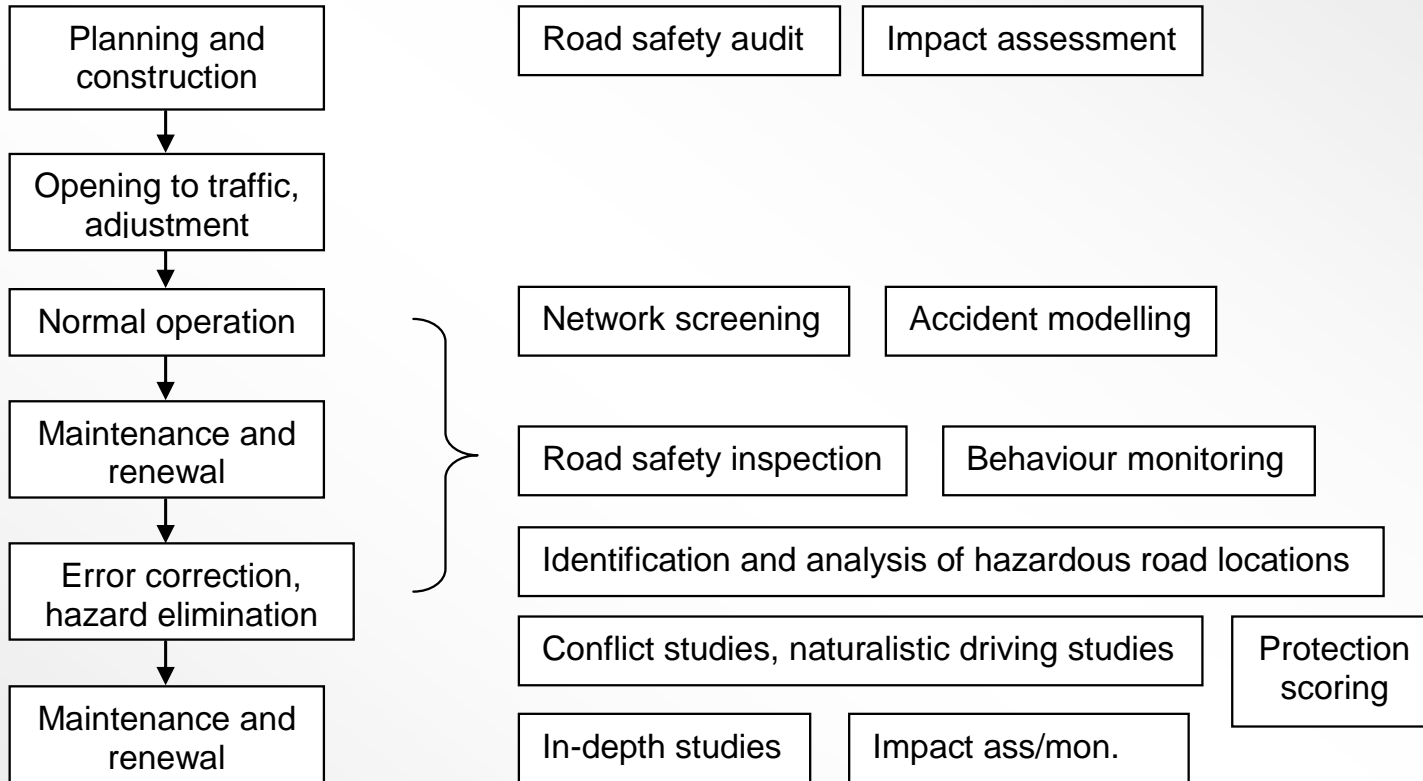 Planning and
construction
Road safety audit
Impact assessment
Opening to traffic,
adjustment
Normal operation
Network screening
Accident modelling
Maintenance and
renewal
Road safety inspection
Behaviour monitoring
Error correction,
hazard elimination
Identification and analysis of hazardous road locations
Conflict studies, naturalistic driving studies
Protection
scoring
Maintenance and
renewal
In-depth studies
Impact ass/mon.